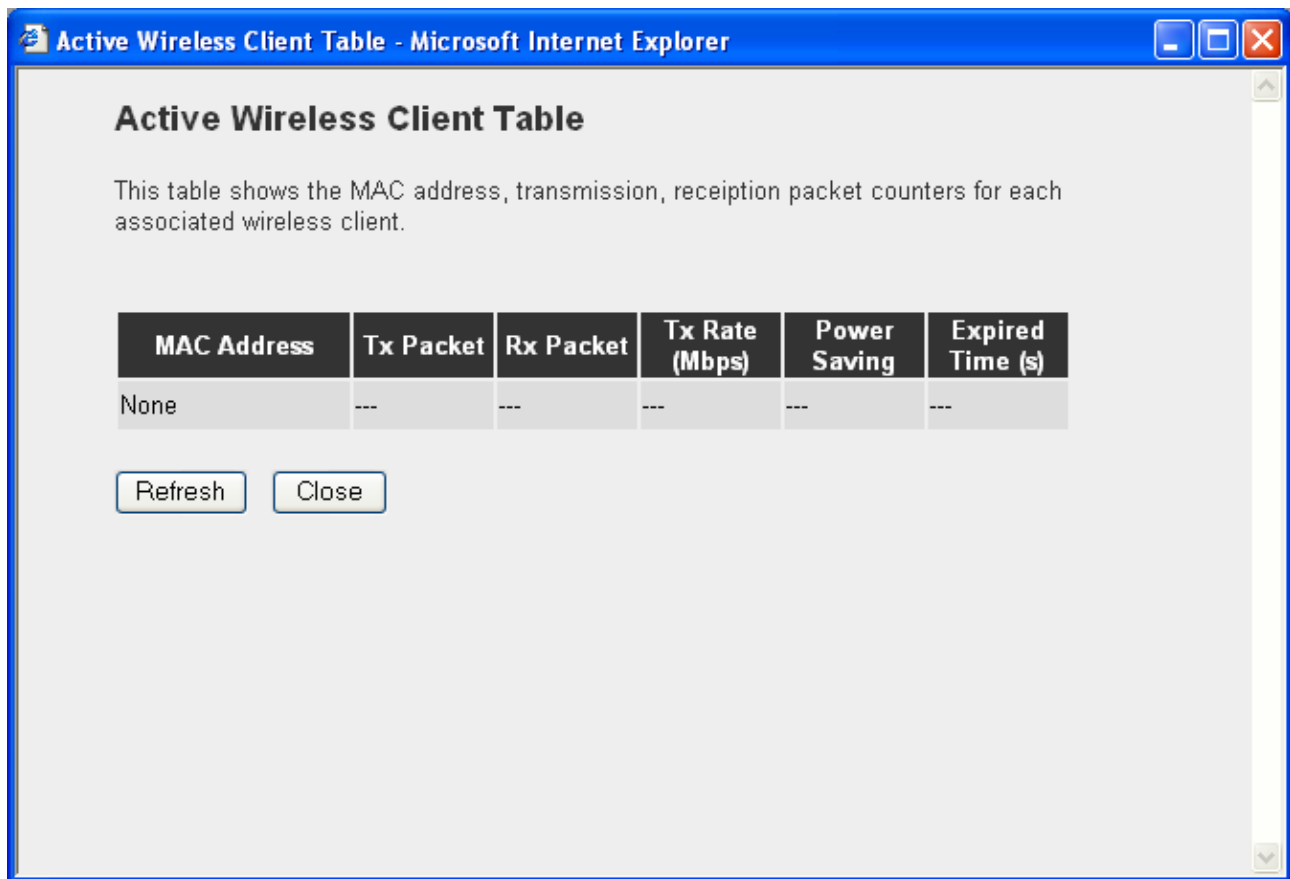 Active Wireless Client Table - Microsoft Internet Explorer
Active Wireless Client Table
This table shows the MAC address, transmission, receiption packet counters for each
associated wireless client.
MAC Address Tx Packet Rx Packet Tx Rate (Mbps) Power Saving Expired Time (s)
None --- --- --- --- ---
Refresh Close